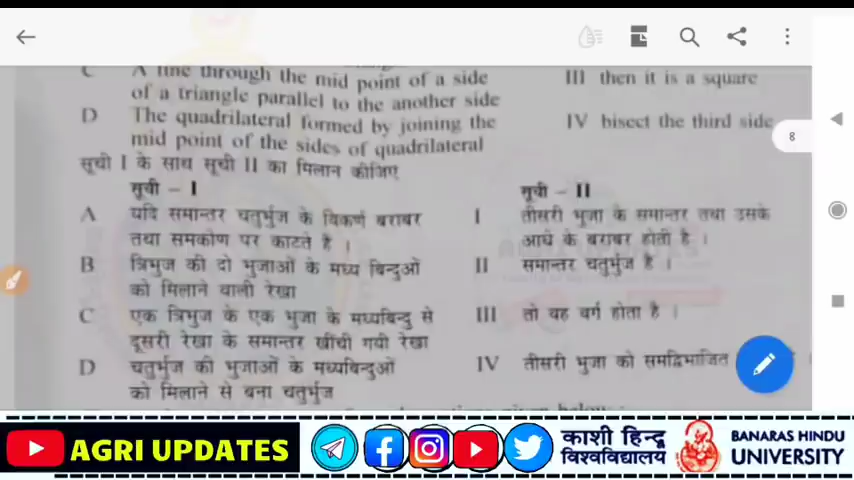 C A line through the mid point of a side III then it is a square
of a triangle parallel to the another side
D The quadrilateral formed by joining the IV bisect the third side
mid point of the sides of quadrilateral
8
सूची I के साथ सूची II का मिलान कीजिए
सूची – I सूची – II
A यदि समान्तर चतुर्भुज के विकर्ण बराबर I तीसरी भुजा के समान्तर तथा उसके
तथा समकोण पर काटते है । आधे के बराबर होती है ।
B त्रिभुज की दो भुजाओं के मध्य बिन्दुओं II समान्तर चतुर्भुज है ।
को मिलाने वाली रेखा
C एक त्रिभुज के एक भुजा के मध्यबिन्दु से III तो यह वर्ग होता है ।
दूसरी रेखा के समान्तर खींची गयी रेखा
D चतुर्भुज की भुजाओं के मध्यबिन्दुओं IV तीसरी भुजा को समद्विभाजित
को मिलाने से बना चतुर्भुज
given below :
AGRI UPDATES
काशी हिन्दू
विश्वविद्यालय
BANARAS HINDU
UNIVERSITY